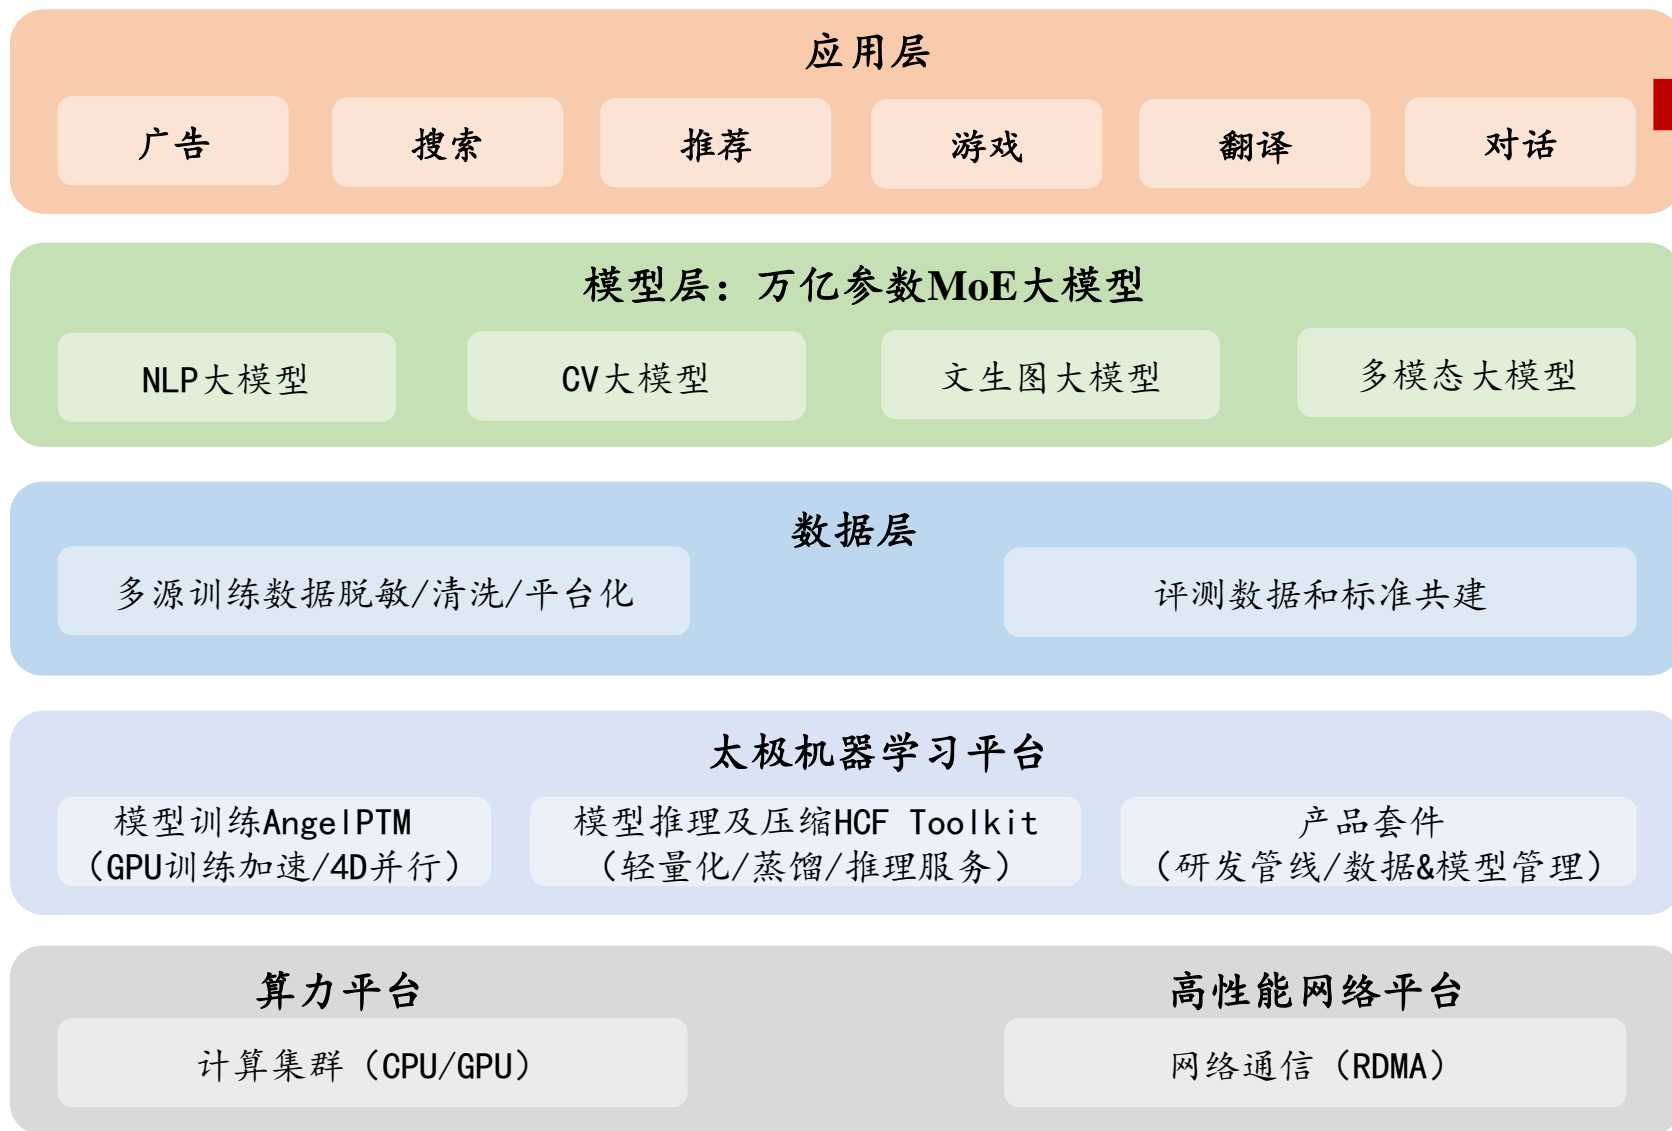 应用层
广告
搜索
推荐
游戏
翻译
对话
模型层：万亿参数MoE大模型
NLP大模型
CV大模型
文生图大模型
多模态大模型
数据层
多源训练数据脱敏/清洗/平台化
评测数据和标准共建
太极机器学习平台
模型训练AngelPTM
（GPU训练加速/4D并行）
模型推理及压缩HCF Toolkit
（轻量化/蒸馏/推理服务）
产品套件
（研发管线/数据&模型管理）
算力平台
高性能网络平台
计算集群（CPU/GPU）
网络通信（RDMA）